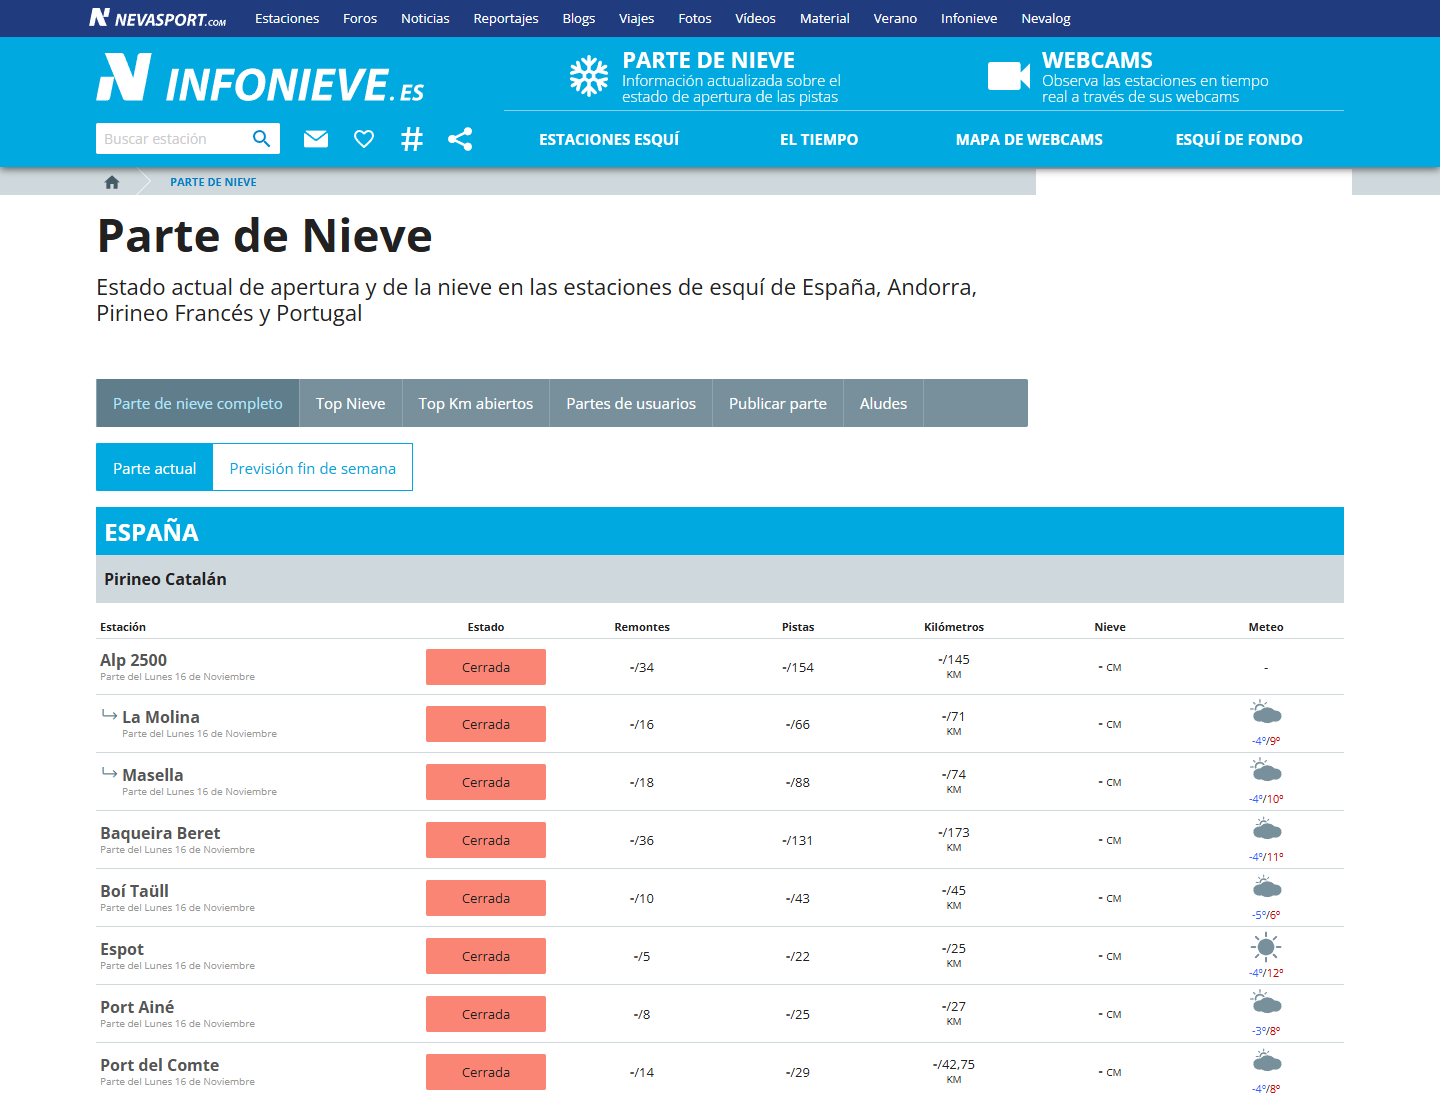 NEVASPORT.COM Estaciones Foros Noticias Reportajes Blogs Viajes Fotos Vídeos Material Verano Infonieve Nevalog
INFONIEVE.ES
PARTE DE NIEVE
Información actualizada sobre el
estado de apertura de las pistas
WEBCAMS
Observa las estaciones en tiempo
real a través de sus webcams
Buscar estación
ESTACIONES ESQUÍ EL TIEMPO MAPA DE WEBCAMS ESQUÍ DE FONDO
PARTE DE NIEVE
Parte de Nieve
Estado actual de apertura y de la nieve en las estaciones de esquí de España, Andorra,
Pirineo Francés y Portugal
Parte de nieve completo Top Nieve Top Km abiertos Partes de usuarios Publicar parte Aludes
Parte actual Previsión fin de semana
ESPAÑA
Pirineo Catalán
Estación Estado Remontes Pistas Kilómetros Nieve Meteo
Alp 2500
Parte del Lunes 16 de Noviembre
Cerrada -/34 -/154 -/145 KM - CM -
La Molina
Parte del Lunes 16 de Noviembre
Cerrada -/16 -/66 -/71 KM - CM -4º/9º
Masella
Parte del Lunes 16 de Noviembre
Cerrada -/18 -/88 -/74 KM - CM -4º/10º
Baqueira Beret
Parte del Lunes 16 de Noviembre
Cerrada -/36 -/131 -/173 KM - CM -4º/11º
Boí Taüll
Parte del Lunes 16 de Noviembre
Cerrada -/10 -/43 -/45 KM - CM -5º/6º
Espot
Parte del Lunes 16 de Noviembre
Cerrada -/5 -/22 -/25 KM - CM -4º/12º
Port Ainé
Parte del Lunes 16 de Noviembre
Cerrada -/8 -/25 -/27 KM - CM -3º/8º
Port del Comte
Parte del Lunes 16 de Noviembre
Cerrada -/14 -/29 -/42,75 KM - CM -4º/8º